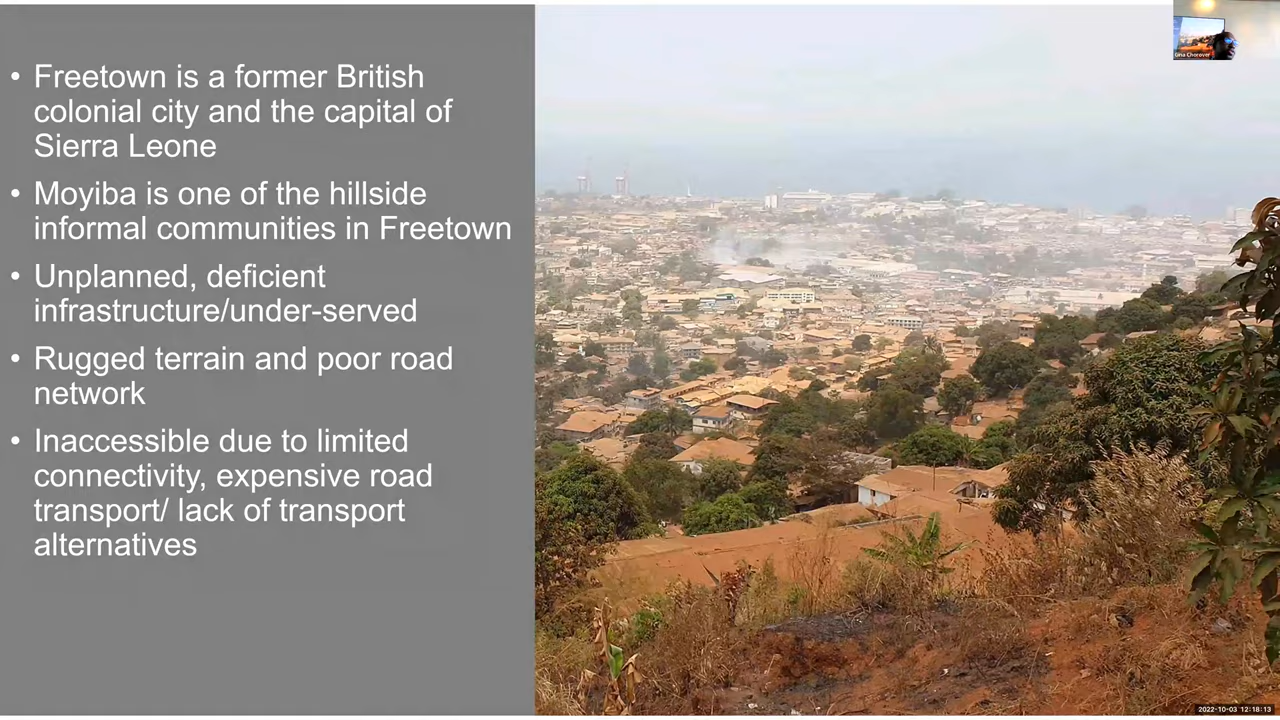 • Freetown is a former British
colonial city and the capital of
Sierra Leone
• Moyiba is one of the hillside
informal communities in Freetown
• Unplanned, deficient
infrastructure/under-served
• Rugged terrain and poor road
network
• Inaccessible due to limited
connectivity, expensive road
transport/ lack of transport
alternatives
Gina Chorover
2022-10-03 12:18:13